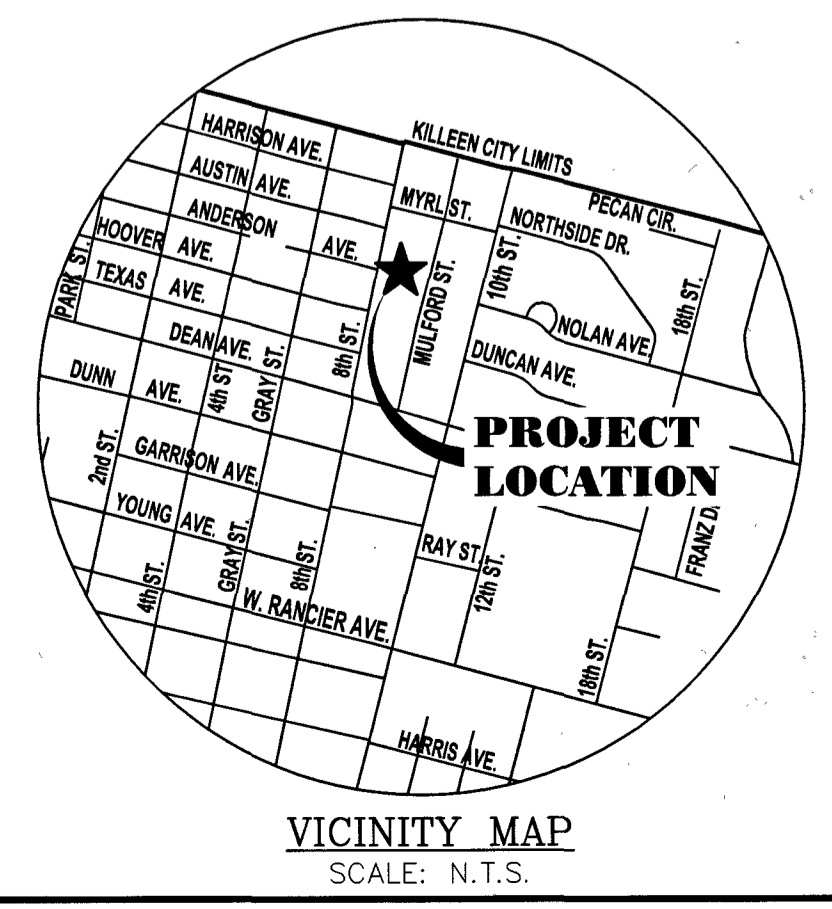 KILLEEN CITY LIMITS
HARRISON AVE.
AUSTIN AVE.
MYRL ST.
PECAN CIR.
ANDERSON AVE.
NORTHSIDE DR.
HOOVER AVE.
PARK ST.
TEXAS AVE.
10th ST.
18th ST.
MULFORD ST.
NOLAN AVE.
DEAN AVE.
8th ST.
DUNCAN AVE.
DUNN AVE.
4th ST
GRAY ST.
PROJECT
LOCATION
2nd ST.
GARRISON AVE.
YOUNG AVE.
GRAY ST.
8th ST.
RAY ST.
FRANZ D
4th ST.
W. RANCIER AVE.
12th ST.
18th ST.
HARRIS AVE.
VICINITY MAP
SCALE: N.T.S.